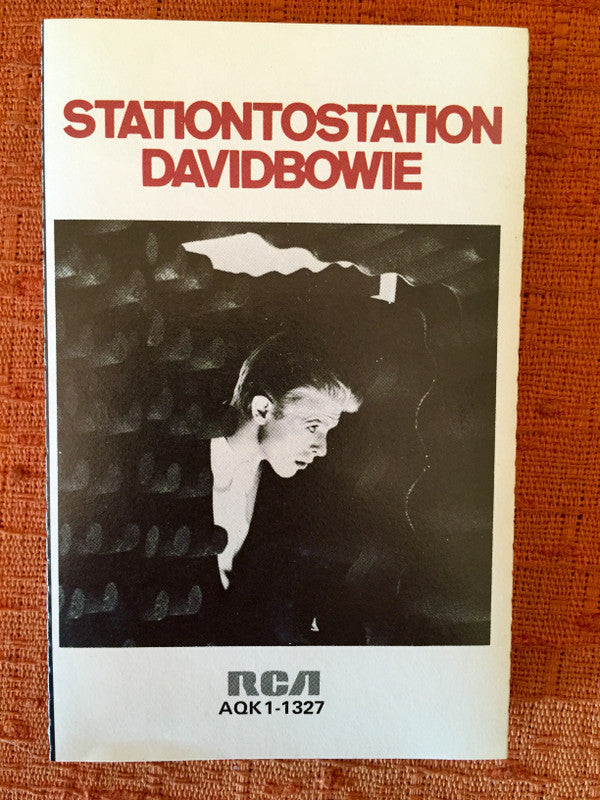 STATIONTOSTATION
DAVIDBOWIE
RCA
AQK1-1327